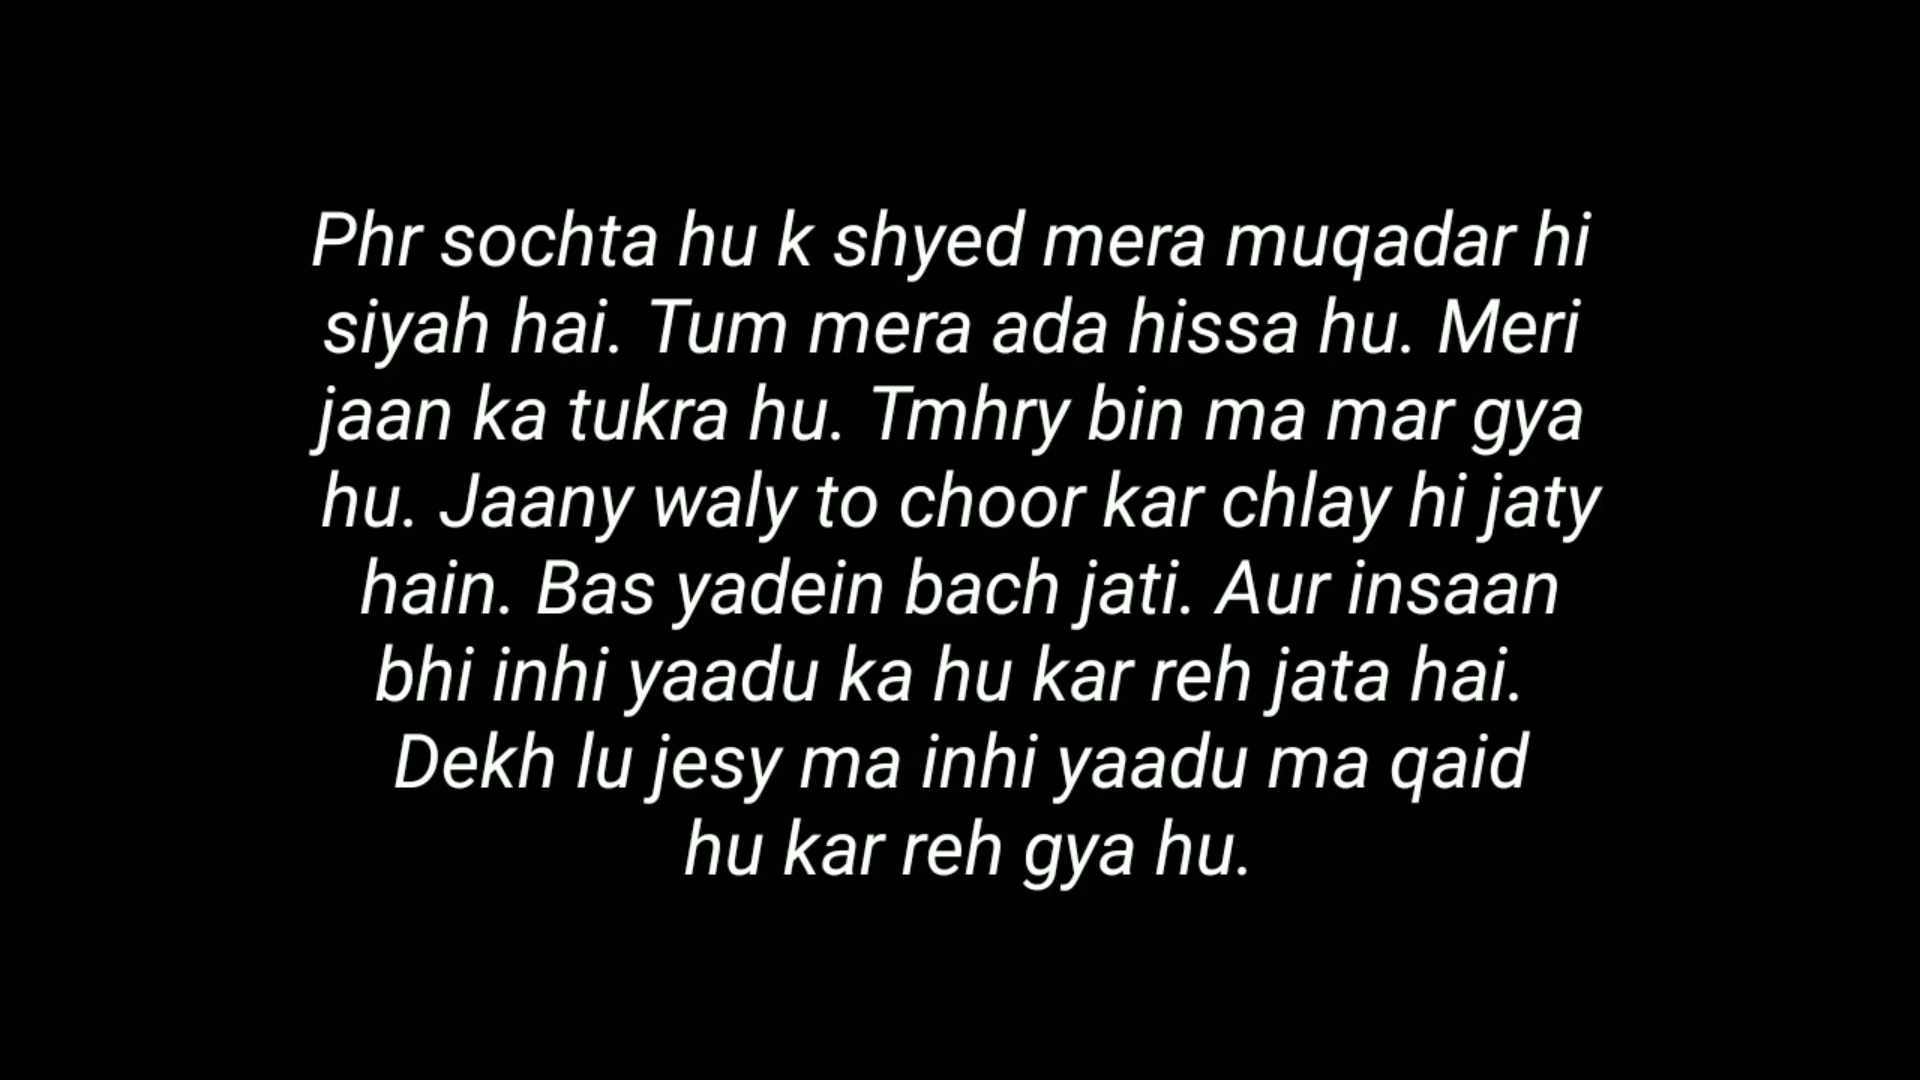 Phr sochta hu k shyed mera muqadar hi
siyah hai. Tum mera ada hissa hu. Meri
jaan ka tukra hu. Tmhry bin ma mar gya
hu. Jaany waly to choor kar chlay hi jaty
hain. Bas yadein bach jati. Aur insaan
bhi inhi yaadu ka hu kar reh jata hai.
Dekh lu jesy ma inhi yaadu ma qaid
hu kar reh gya hu.